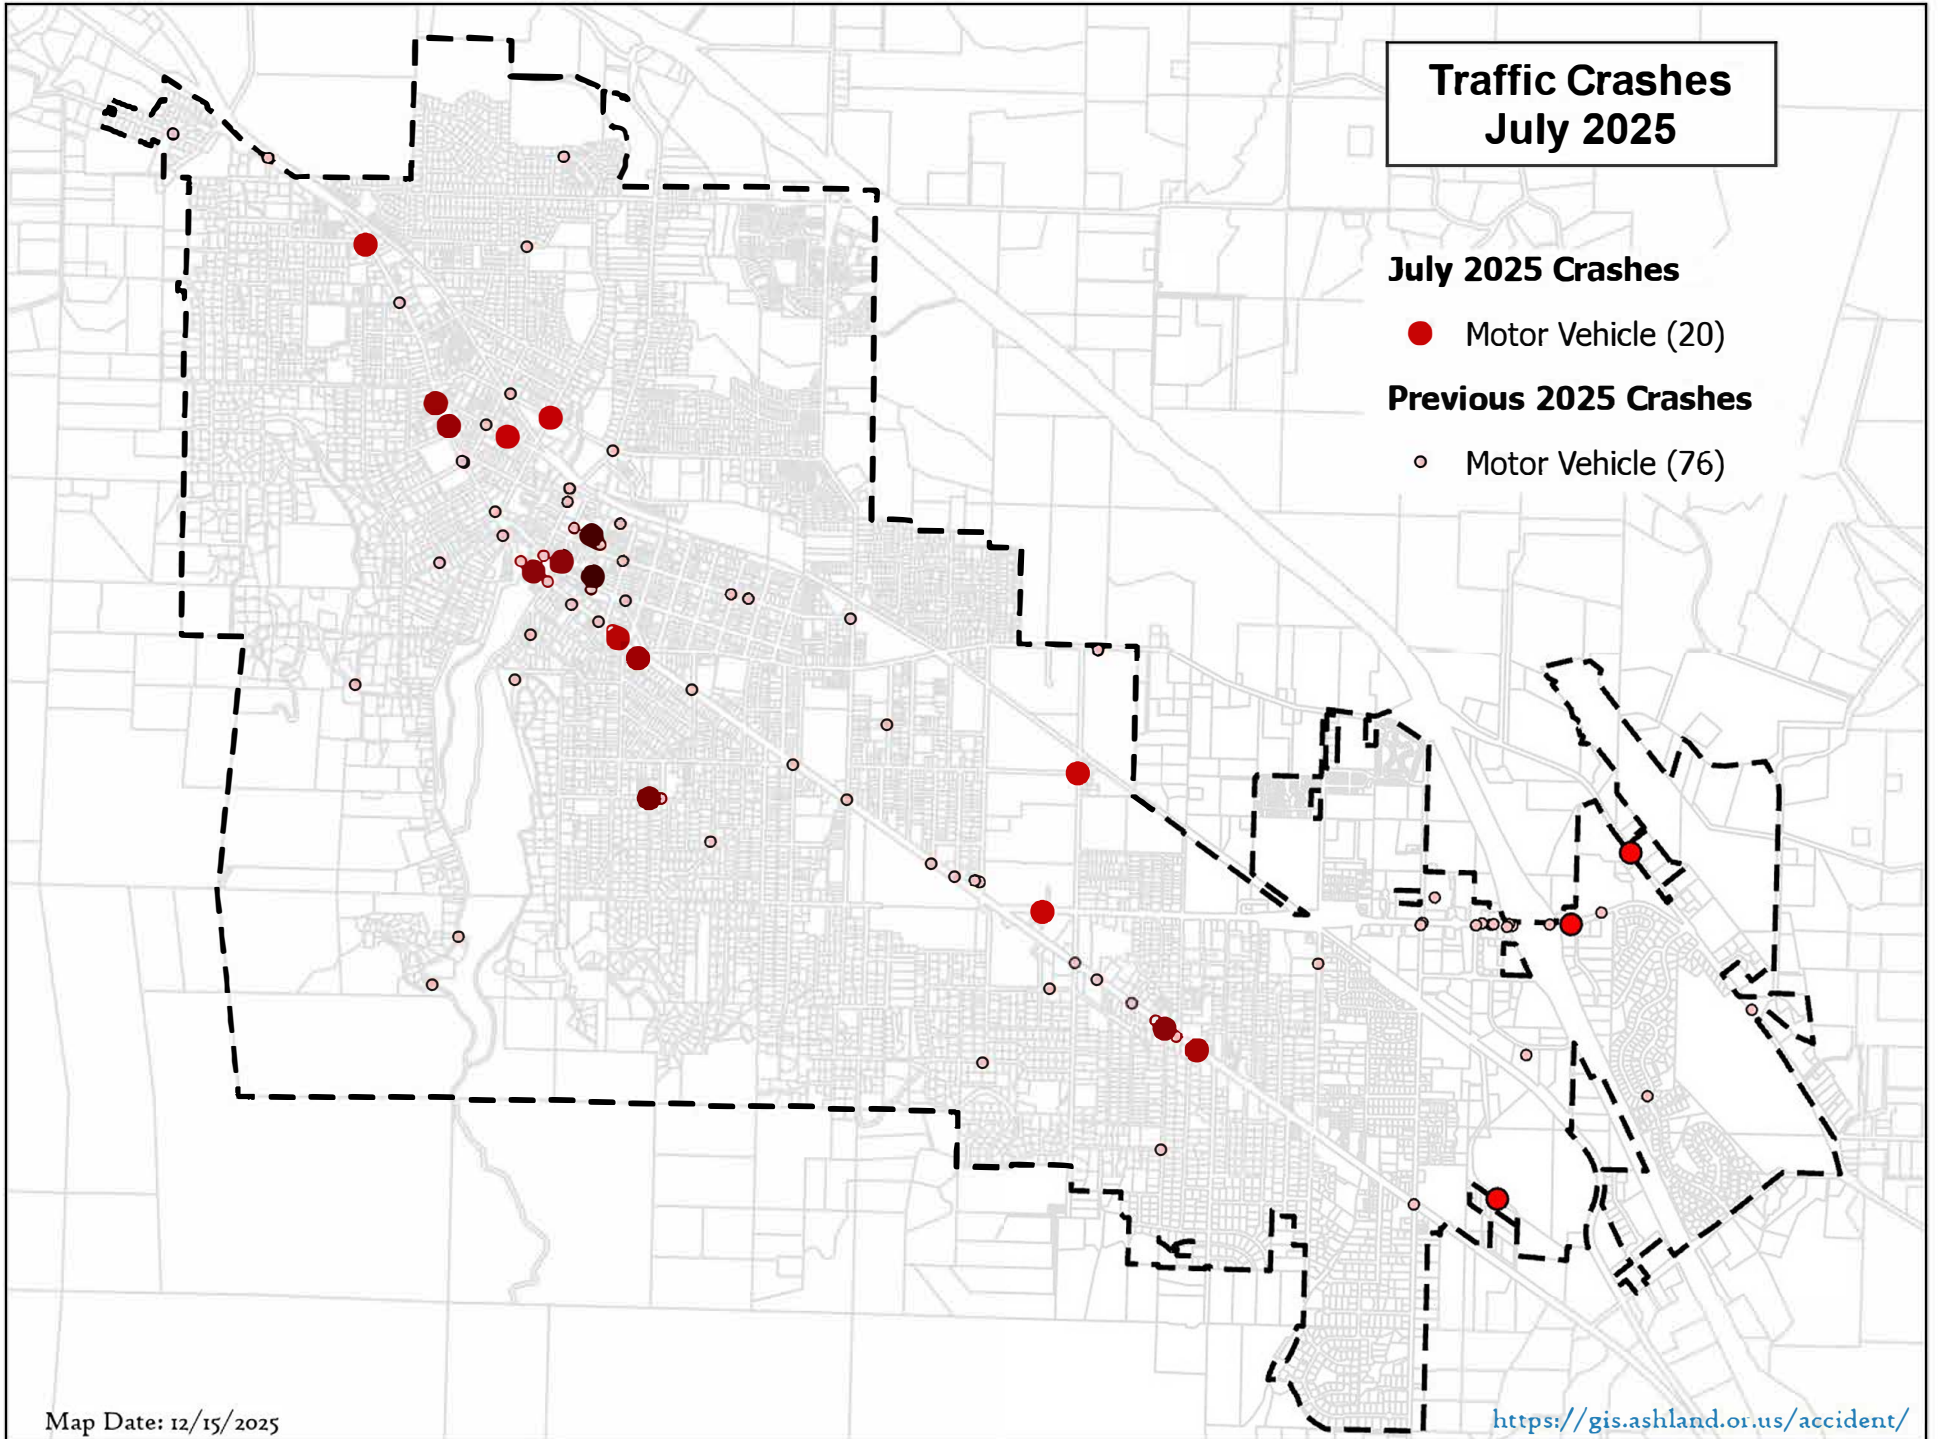 Traffic Crashes
July 2025
July 2025 Crashes
Motor Vehicle (20)
Previous 2025 Crashes
Motor Vehicle (76)
Map Date: 12/15/2025
https://gis.ashland.or.us/accident/